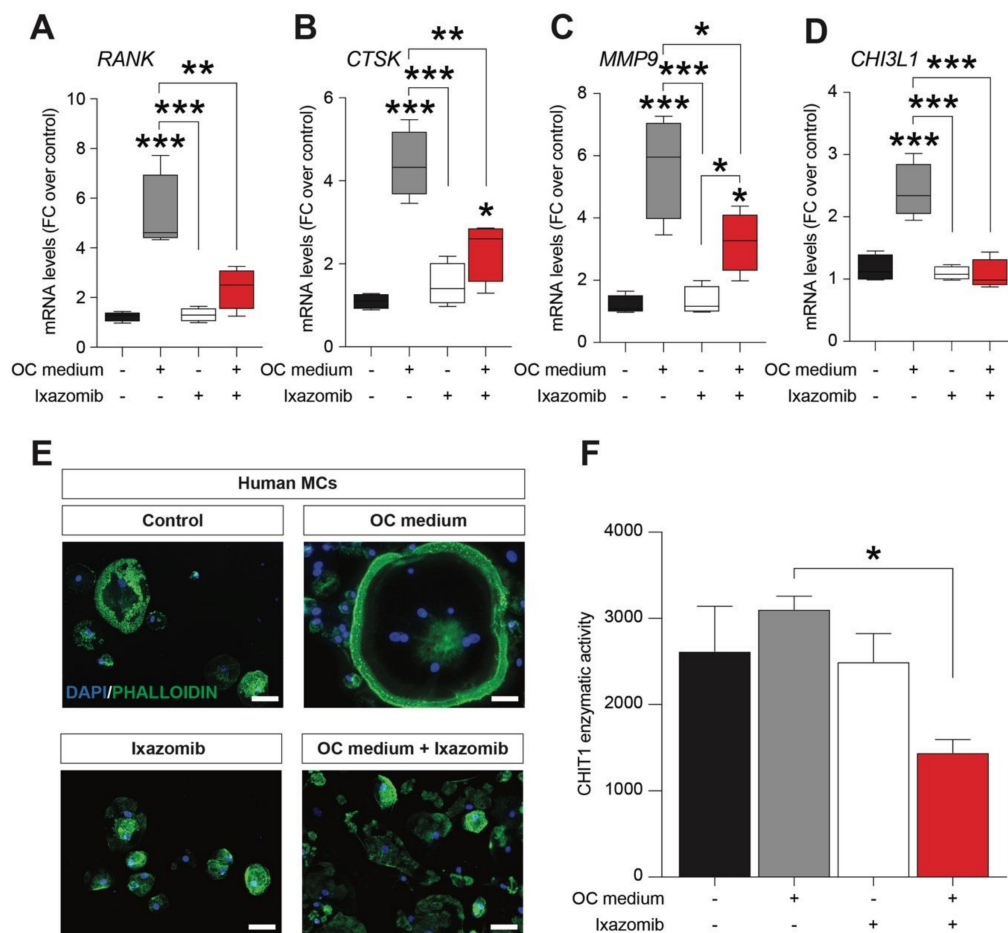 A
RANK
mRNA levels (FC over control)
10
8
6
4
2
0
***
***
**
OC medium - + - +
Ixazomib - - + +
B
CTSK
mRNA levels (FC over control)
6
4
2
0
***
***
**
*
OC medium - + - +
Ixazomib - - + +
C
MMP9
mRNA levels (FC over control)
8
6
4
2
0
***
***
*
*
*
OC medium - + - +
Ixazomib - - + +
D
CHI3L1
mRNA levels (FC over control)
4
3
2
1
0
***
***
***
OC medium - + - +
Ixazomib - - + +
E
Human MCs
Control
OC medium
DAPI/PHALLOIDIN
Ixazomib
OC medium + Ixazomib
F
CHIT1 enzymatic activity
4000
3000
2000
1000
0
*
OC medium - + - +
Ixazomib - - + +